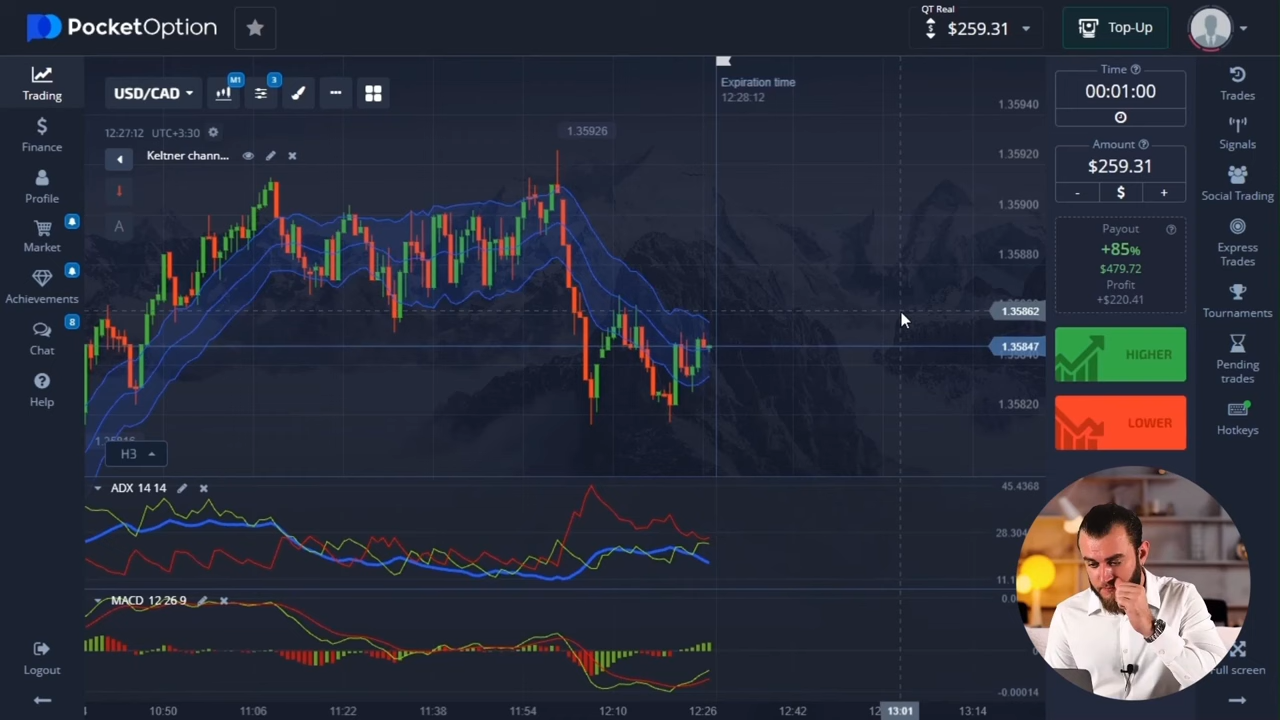 PocketOption
QT Real
$259.31
Top-Up
Trading
Finance
Profile
Market
Achievements
8
Chat
Help
Logout
USD/CAD
M1
3
12:27:12 UTC+3:30
Keltner chann...
A
1.35926
Expiration time
12:28:12
1.35940
1.35920
1.35900
1.35880
1.35862
1.35847
1.35820
H3
ADX 14 14
45.4368
28.304
11.1
MACD 12 26 9
0.0
-0.00014
10:50
11:06
11:22
11:38
11:54
12:10
12:26
12:42
13:01
13:14
Time
00:01:00
Amount
$259.31
-
$
+
Payout
+85%
$479.72
Profit
+$220.41
HIGHER
LOWER
Trades
Signals
Social Trading
Express
Trades
Tournaments
Pending
trades
Hotkeys
ull screen